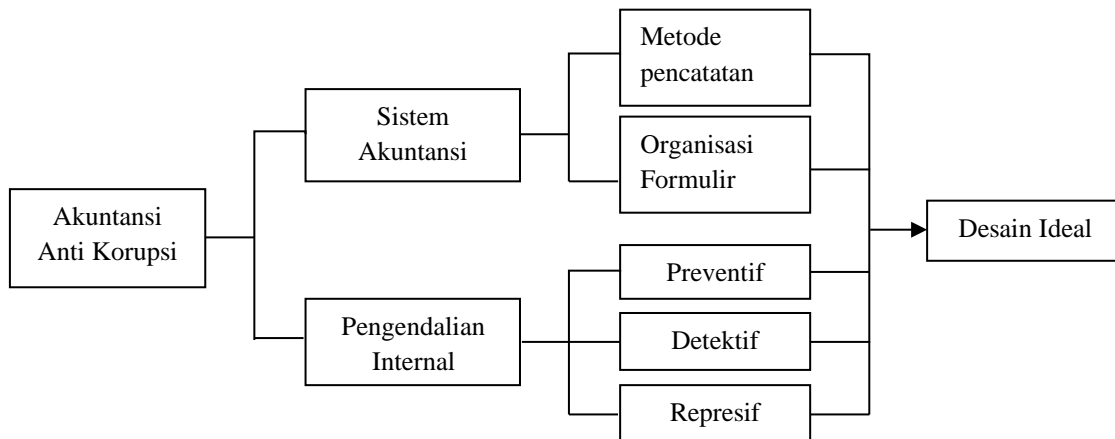 Akuntansi
Anti Korupsi
Sistem
Akuntansi
Pengendalian
Internal
Metode
pencatatan
Organisasi
Formulir
Preventif
Detektif
Represif
Desain Ideal